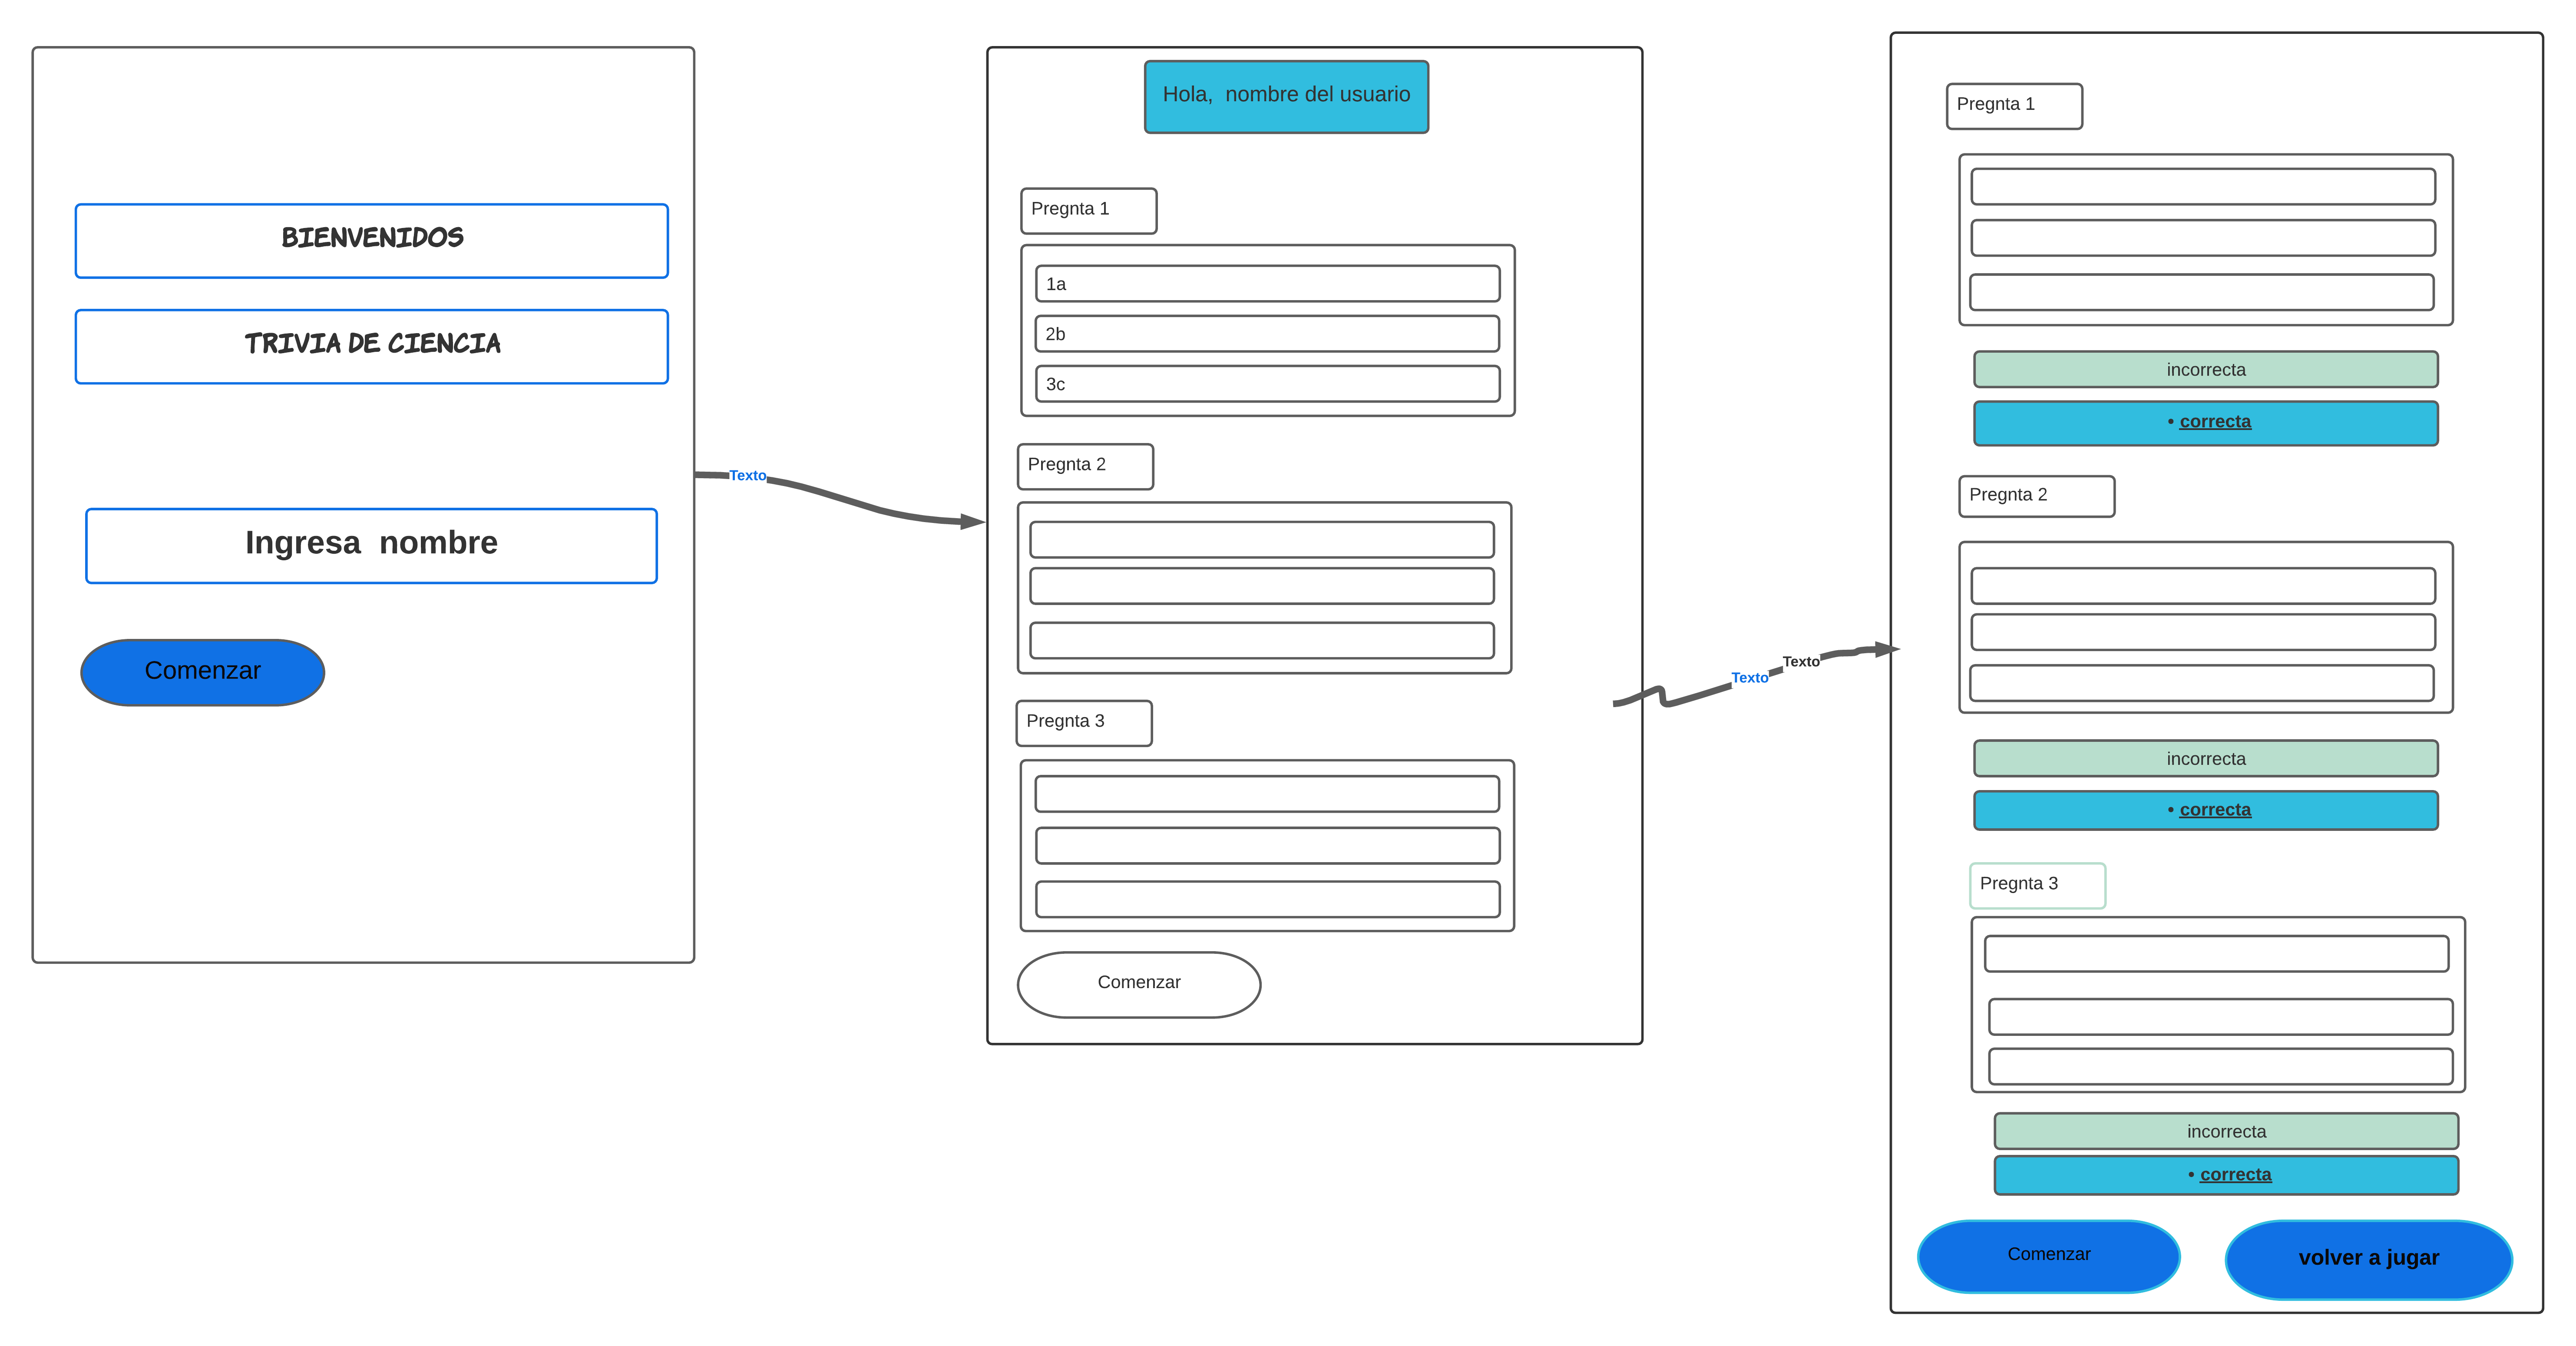 BIENVENIDOS
TRIVIA DE CIENCIA
Ingresa  nombre
Comenzar
Texto
Hola,  nombre del usuario
Pregnta 1
1a
2b
3c
Pregnta 2
Pregnta 3
Comenzar
Texto
Texto
Pregnta 1
incorrecta
• correcta
Pregnta 2
incorrecta
• correcta
Pregnta 3
incorrecta
• correcta
Comenzar
volver a jugar